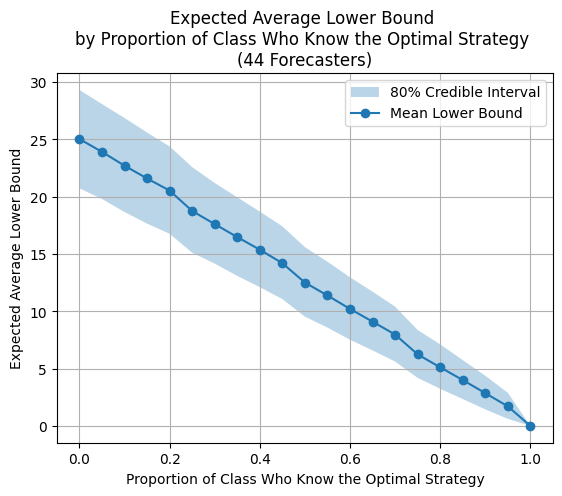 Expected Average Lower Bound
by Proportion of Class Who Know the Optimal Strategy
(44 Forecasters)
80% Credible Interval
Mean Lower Bound
Expected Average Lower Bound
30
25
20
15
10
5
0
0.0 0.2 0.4 0.6 0.8 1.0
Proportion of Class Who Know the Optimal Strategy